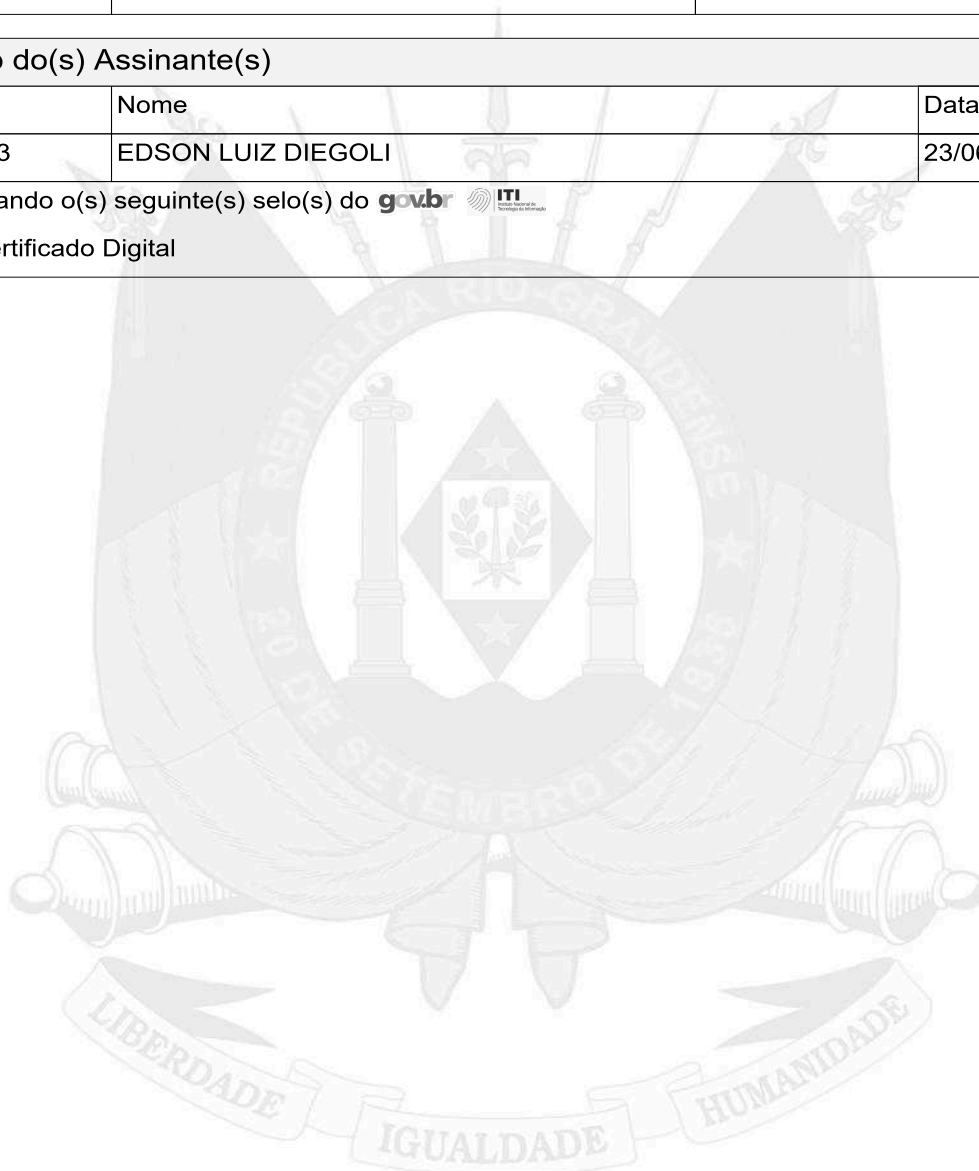 o do(s) Assinante(s)
Nome Data
3 EDSON LUIZ DIEGOLI 23/06
ando o(s) seguinte(s) selo(s) do gov.br ITI
ertificado Digital
REPÚBLICA RIO-GRANDENSE
20 DE SETEMBRO DE 1835
LIBERDADE IGUALDADE HUMANIDADE